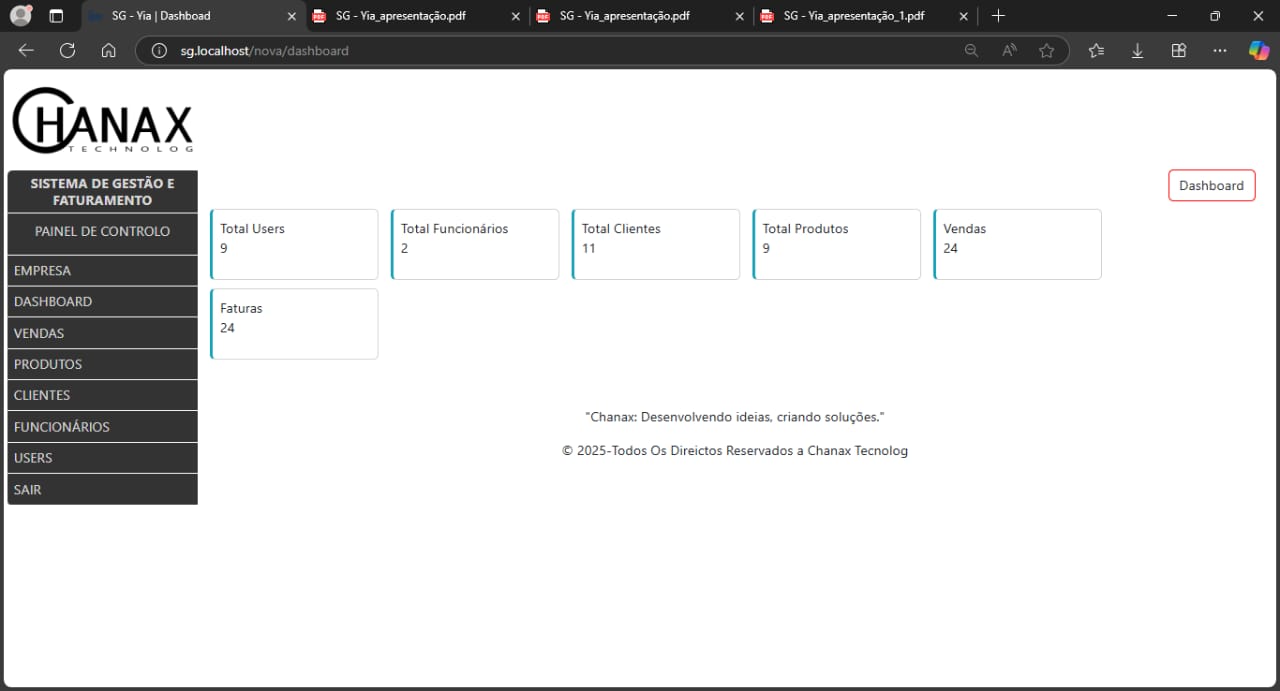 SG - Yia | Dashboad
SG - Yia_apresentação.pdf
SG - Yia_apresentação.pdf
SG - Yia_apresentação_1.pdf
sg.localhost/nova/dashboard
CHANAX
TECHNOLOG
SISTEMA DE GESTÃO E
FATURAMENTO
PAINEL DE CONTROLO
EMPRESA
DASHBOARD
VENDAS
PRODUTOS
CLIENTES
FUNCIONÁRIOS
USERS
SAIR
Dashboard
Total Users
9
Total Funcionários
2
Total Clientes
11
Total Produtos
9
Vendas
24
Faturas
24
"Chanax: Desenvolvendo ideias, criando soluções."
© 2025-Todos Os Direictos Reservados a Chanax Tecnolog